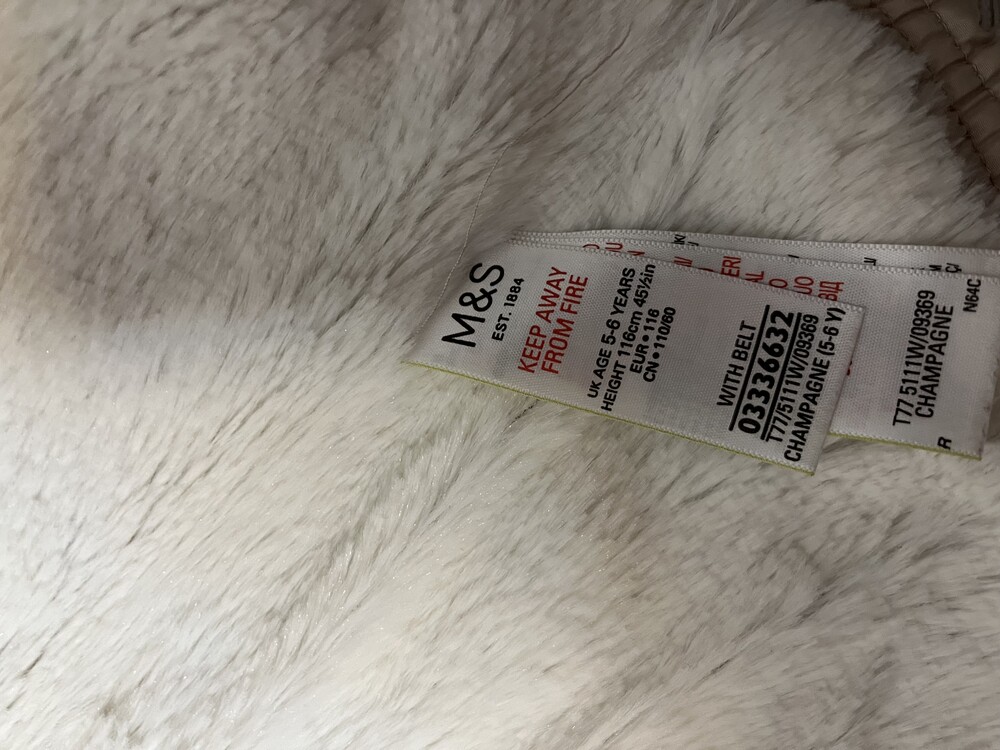 M&S
EST. 1884
KEEP AWAY
FROM FIRE
UK AGE 5-6 YEARS
HEIGHT 116cm 45½in
EUR • 116
CN • 110/60
WITH BELT
03336632
T77/5111W/09369
CHAMPAGNE (5-6 Y)
T77 5111W/09369
CHAMPAGNE
R
N64C